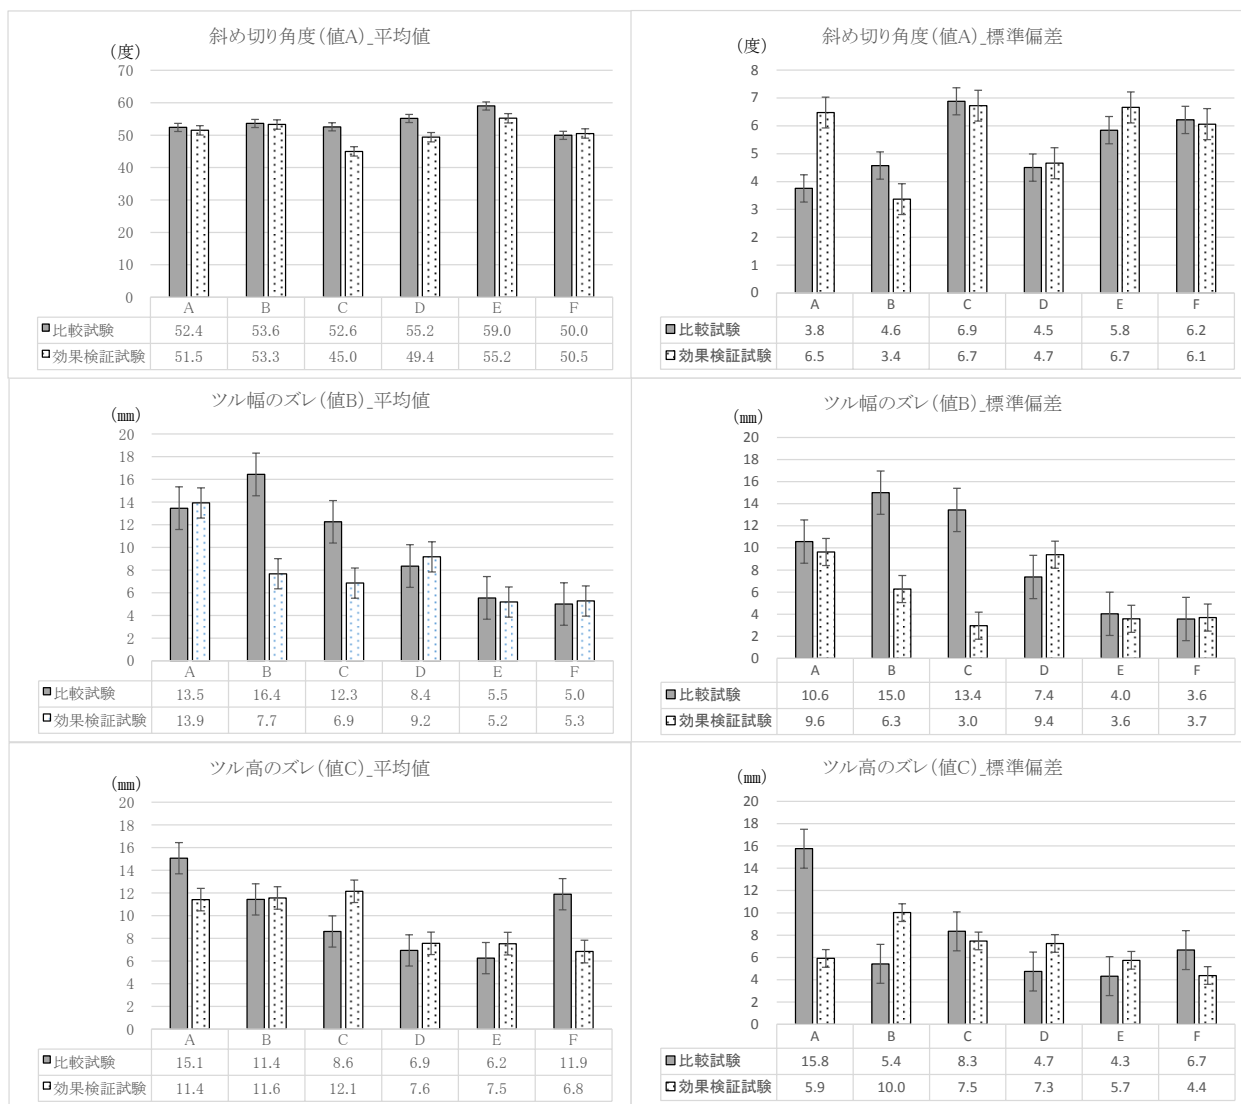 斜め切り角度(値A)_平均値
(度)
70
60
50
40
30
20
10
0
A B C D E F
比較試験 52.4 53.6 52.6 55.2 59.0 50.0
効果検証試験 51.5 53.3 45.0 49.4 55.2 50.5
斜め切り角度(値A)_標準偏差
(度)
8
7
6
5
4
3
2
1
0
A B C D E F
比較試験 3.8 4.6 6.9 4.5 5.8 6.2
効果検証試験 6.5 3.4 6.7 4.7 6.7 6.1
ツル幅のズレ(値B)_平均値
(㎜)
20
18
16
14
12
10
8
6
4
2
0
A B C D E F
比較試験 13.5 16.4 12.3 8.4 5.5 5.0
効果検証試験 13.9 7.7 6.9 9.2 5.2 5.3
ツル幅のズレ(値B)_標準偏差
(㎜)
20
18
16
14
12
10
8
6
4
2
0
A B C D E F
比較試験 10.6 15.0 13.4 7.4 4.0 3.6
効果検証試験 9.6 6.3 3.0 9.4 3.6 3.7
ツル高のズレ(値C)_平均値
(㎜)
20
18
16
14
12
10
8
6
4
2
0
A B C D E F
比較試験 15.1 11.4 8.6 6.9 6.2 11.9
効果検証試験 11.4 11.6 12.1 7.6 7.5 6.8
ツル高のズレ(値C)_標準偏差
(㎜)
20
18
16
14
12
10
8
6
4
2
0
A B C D E F
比較試験 15.8 5.4 8.3 4.7 4.3 6.7
効果検証試験 5.9 10.0 7.5 7.3 5.7 4.4